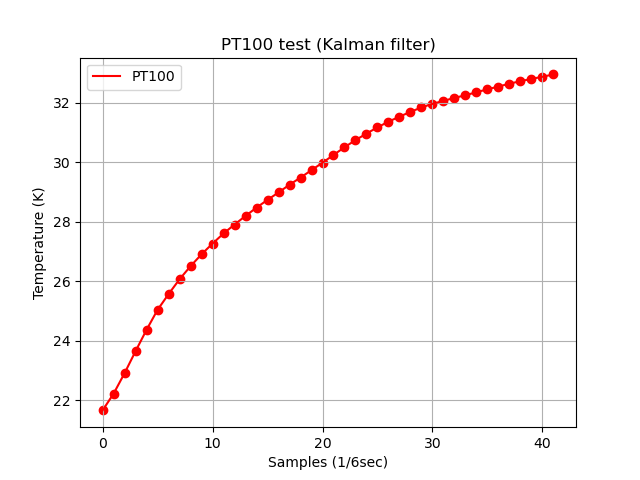 PT100 test (Kalman filter)
PT100
Temperature (K)
32
30
28
26
24
22
0 10 20 30 40
Samples (1/6sec)